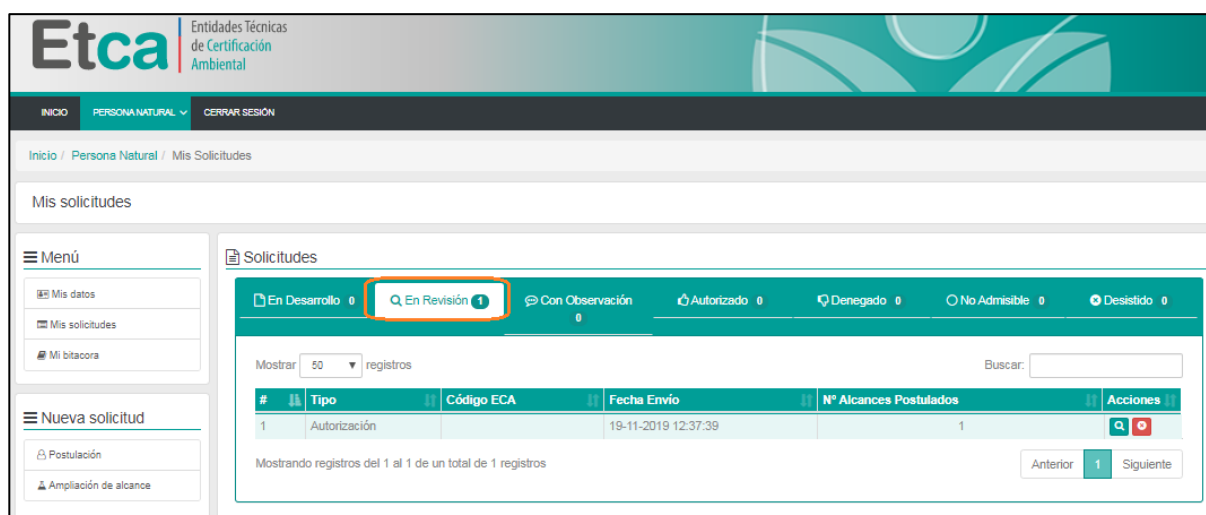 Etca
Entidades Técnicas
de Certificación
Ambiental
INICIO PERSONA NATURAL CERRAR SESIÓN
Inicio / Persona Natural / Mis Solicitudes
Mis solicitudes
Menú
Mis datos
Mis solicitudes
Mi bitacora
Nueva solicitud
Postulación
Ampliación de alcance
Solicitudes
En Desarrollo 0 En Revisión 1 Con Observación 0 Autorizado 0 Denegado 0 No Admisible 0 Desistido 0
Mostrar 50 registros Buscar:
# Tipo Código ECA Fecha Envío Nº Alcances Postulados Acciones
1 Autorización 19-11-2019 12:37:39 1
Mostrando registros del 1 al 1 de un total de 1 registros Anterior 1 Siguiente